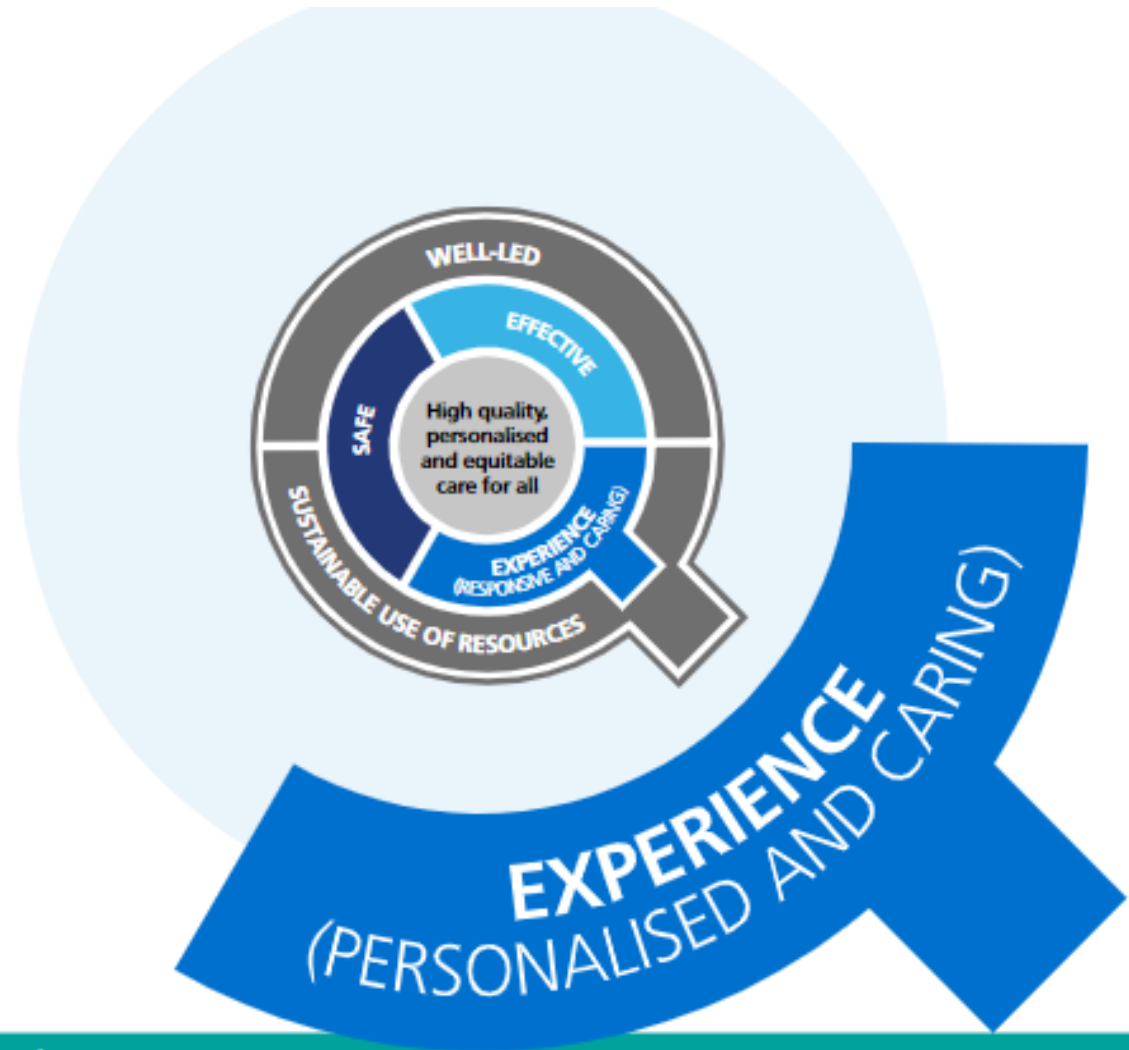 WELL-LED
EFFECTIVE
SAFE
High quality,
personalised
and equitable
care for all
EXPERIENCE
(RESPONSIVE AND CARING)
SUSTAINABLE USE OF RESOURCES
EXPERIENCE
(PERSONALISED AND CARING)